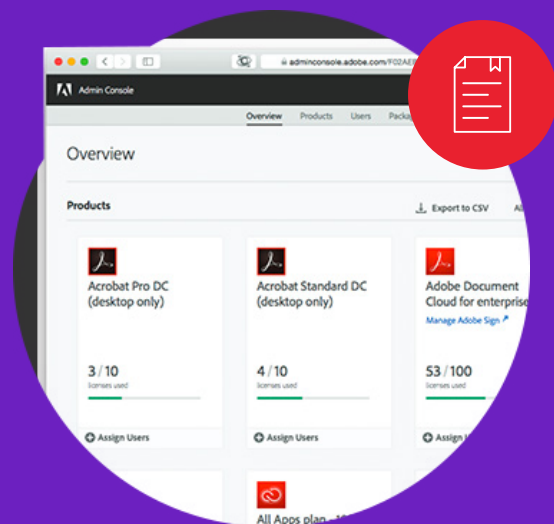 adminconsole.adobe.com/F02AE
Admin Console
Overview Products Users
Overview
Products Export to CSV
Acrobat Pro DC
(desktop only)
3/10
licenses used
Assign Users
Acrobat Standard DC
(desktop only)
4/10
licenses used
Assign Users
Adobe Document
Cloud for enterprise
Manage Adobe Sign
53/100
licenses used
Assign
All Apps plan